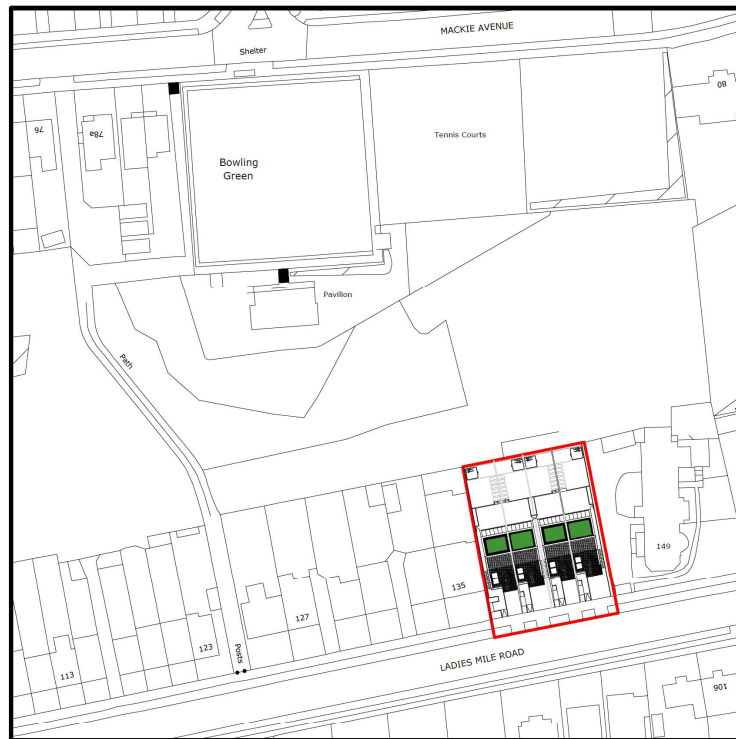 MACKIE AVENUE
Shelter
80
Tennis Courts
76
78a
Bowling
Green
Pavilion
Path
149
135
127
123
Posts
113
LADIES MILE ROAD
106